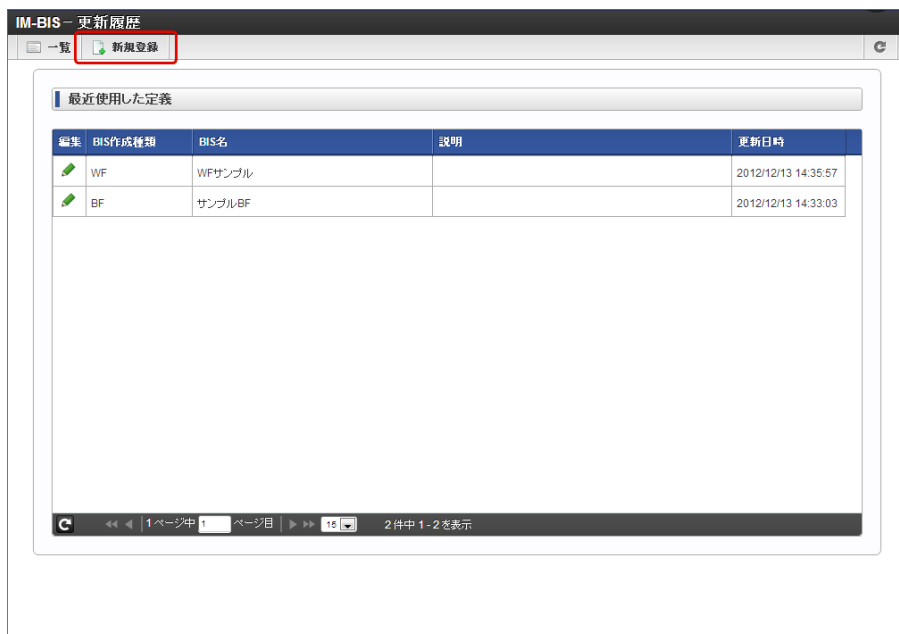 IM-BIS－更新履歴
一覧 新規登録
最近使用した定義
編集 BIS作成種類 BIS名 説明 更新日時
WF WFサンプル 2012/12/13 14:35:57
BF サンプルBF 2012/12/13 14:33:03
1 ページ中 1 ページ目 15 2 件中 1 - 2 を表示